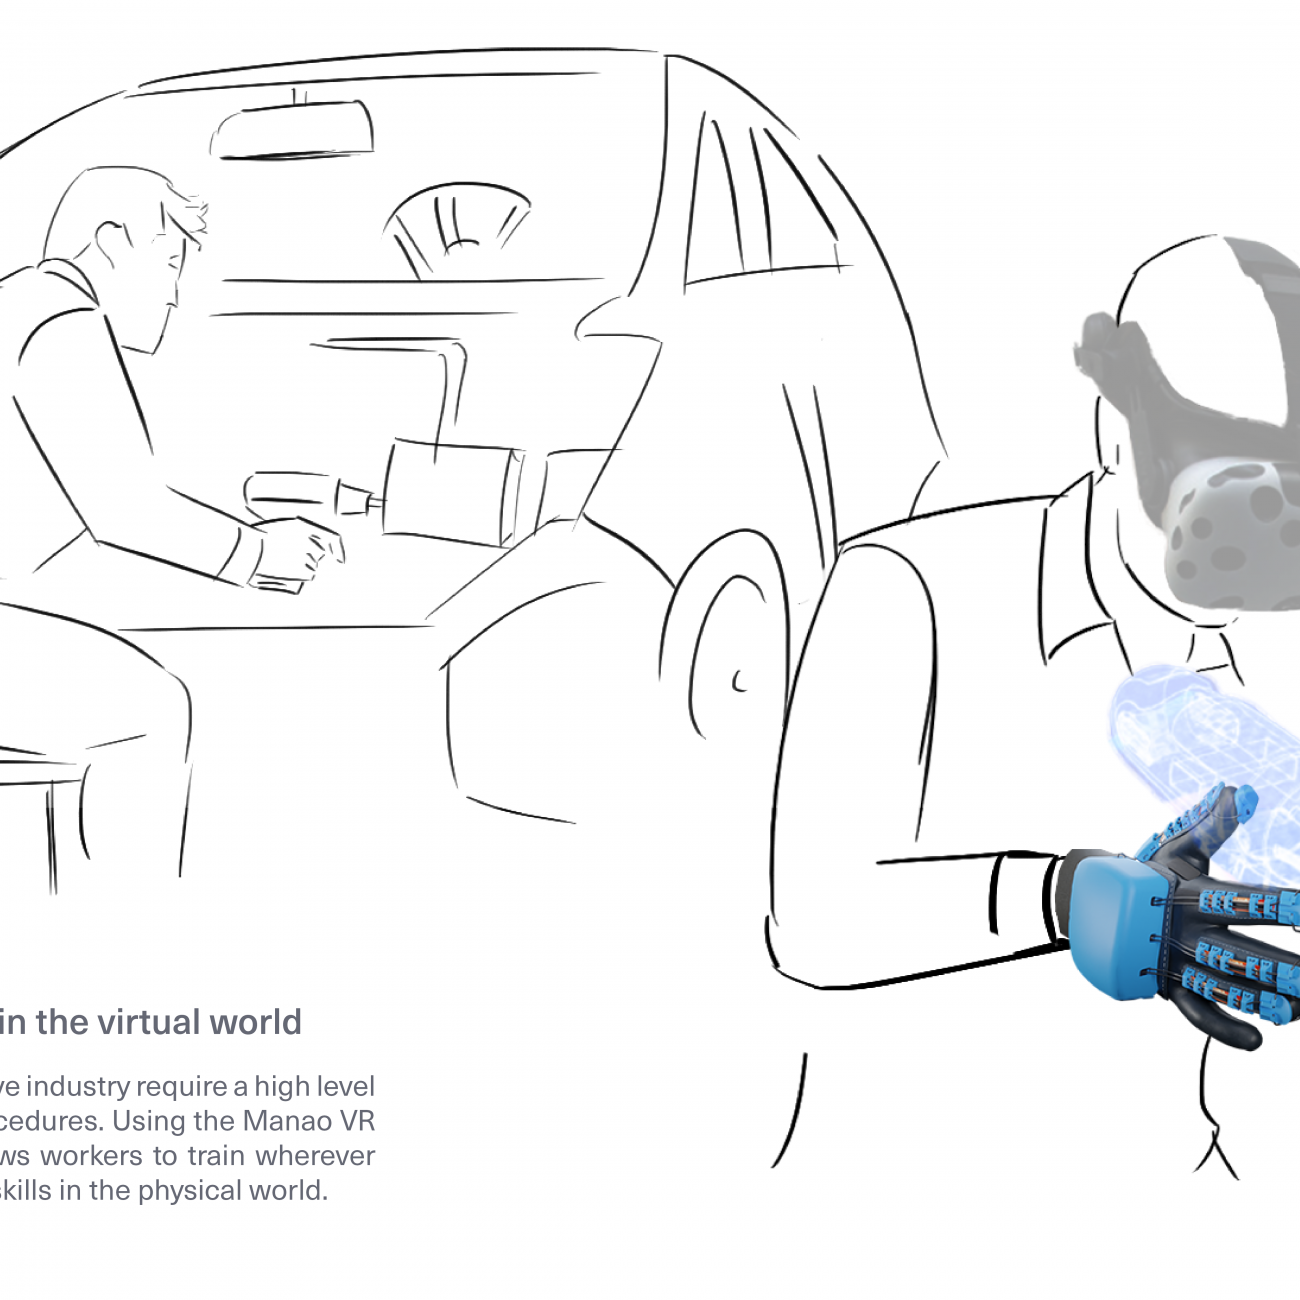 in the virtual world
ve industry require a high level
cedures. Using the Manao VR
ws workers to train wherever
skills in the physical world.